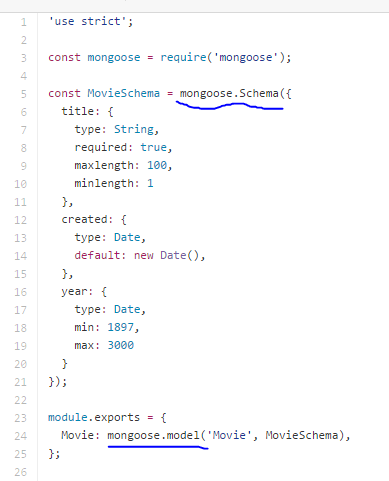 1 'use strict';
2
3 const mongoose = require('mongoose');
4
5 const MovieSchema = mongoose.Schema({
6   title: {
7     type: String,
8     required: true,
9     maxlength: 100,
10     minlength: 1
11   },
12   created: {
13     type: Date,
14     default: new Date(),
15   },
16   year: {
17     type: Date,
18     min: 1897,
19     max: 3000
20   }
21 });
22
23 module.exports = {
24   Movie: mongoose.model('Movie', MovieSchema),
25 };
26